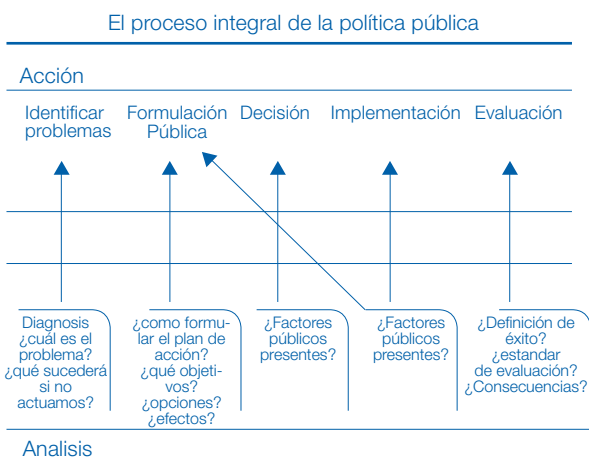 El proceso integral de la política pública
Acción
Identificar
problemas
Formulación
Pública
Decisión
Implementación
Evaluación
Diagnosis
¿cuál es el
problema?
¿qué sucederá
si no
actuamos?
¿como formu-
lar el plan de
acción?
¿qué objeti-
vos?
¿opciones?
¿efectos?
¿Factores
públicos
presentes?
¿Factores
públicos
presentes?
¿Definición de
éxito?
¿estandar
de evaluación?
¿Consecuencias?
Analisis